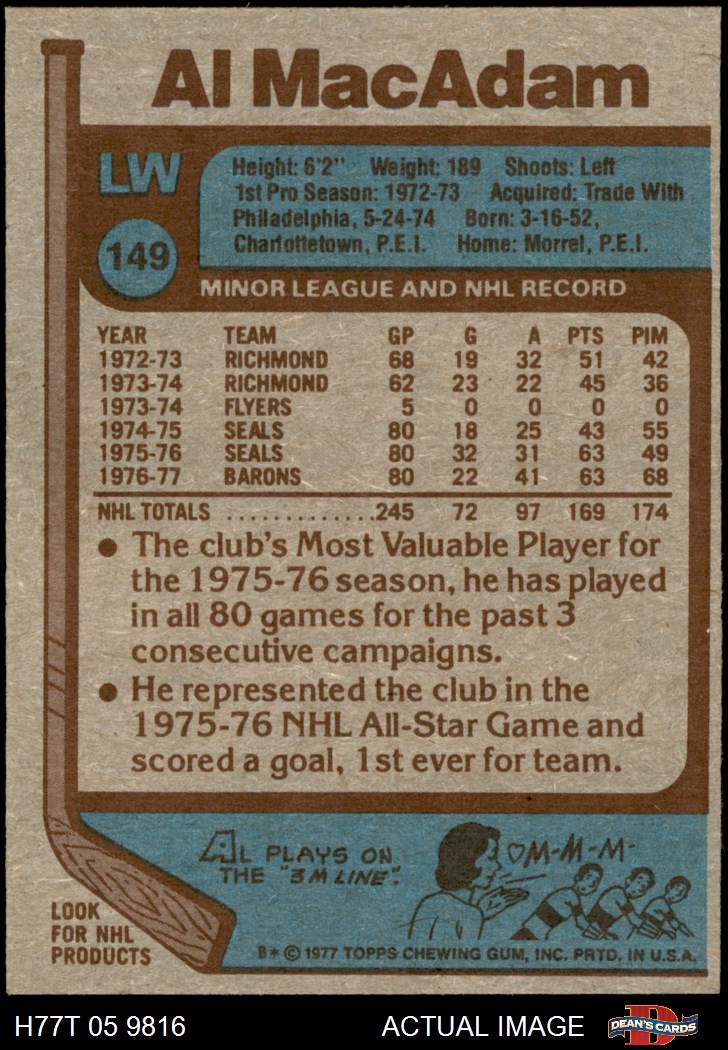 Al MacAdam
LW
149
Height: 6'2" Weight: 189 Shoots: Left
1st Pro Season: 1972-73 Acquired: Trade With
Philadelphia, 5-24-74 Born: 3-16-52,
Charlottetown, P.E.I. Home: Morrel, P.E.I.
MINOR LEAGUE AND NHL RECORD
YEAR TEAM GP G A PTS PIM
1972-73 RICHMOND 68 19 32 51 42
1973-74 RICHMOND 62 23 22 45 36
1973-74 FLYERS 5 0 0 0 0
1974-75 SEALS 80 18 25 43 55
1975-76 SEALS 80 32 31 63 49
1976-77 BARONS 80 22 41 63 68
NHL TOTALS ..............245 72 97 169 174
● The club's Most Valuable Player for
the 1975-76 season, he has played
in all 80 games for the past 3
consecutive campaigns.
● He represented the club in the
1975-76 NHL All-Star Game and
scored a goal, 1st ever for team.
AL PLAYS ON
THE "3M LINE".
♡M-M-M-
LOOK
FOR NHL
PRODUCTS
B* © 1977 TOPPS CHEWING GUM, INC. PRTD. IN U.S.A.
H77T 05 9816 ACTUAL IMAGE
D
DEAN'S CARDS